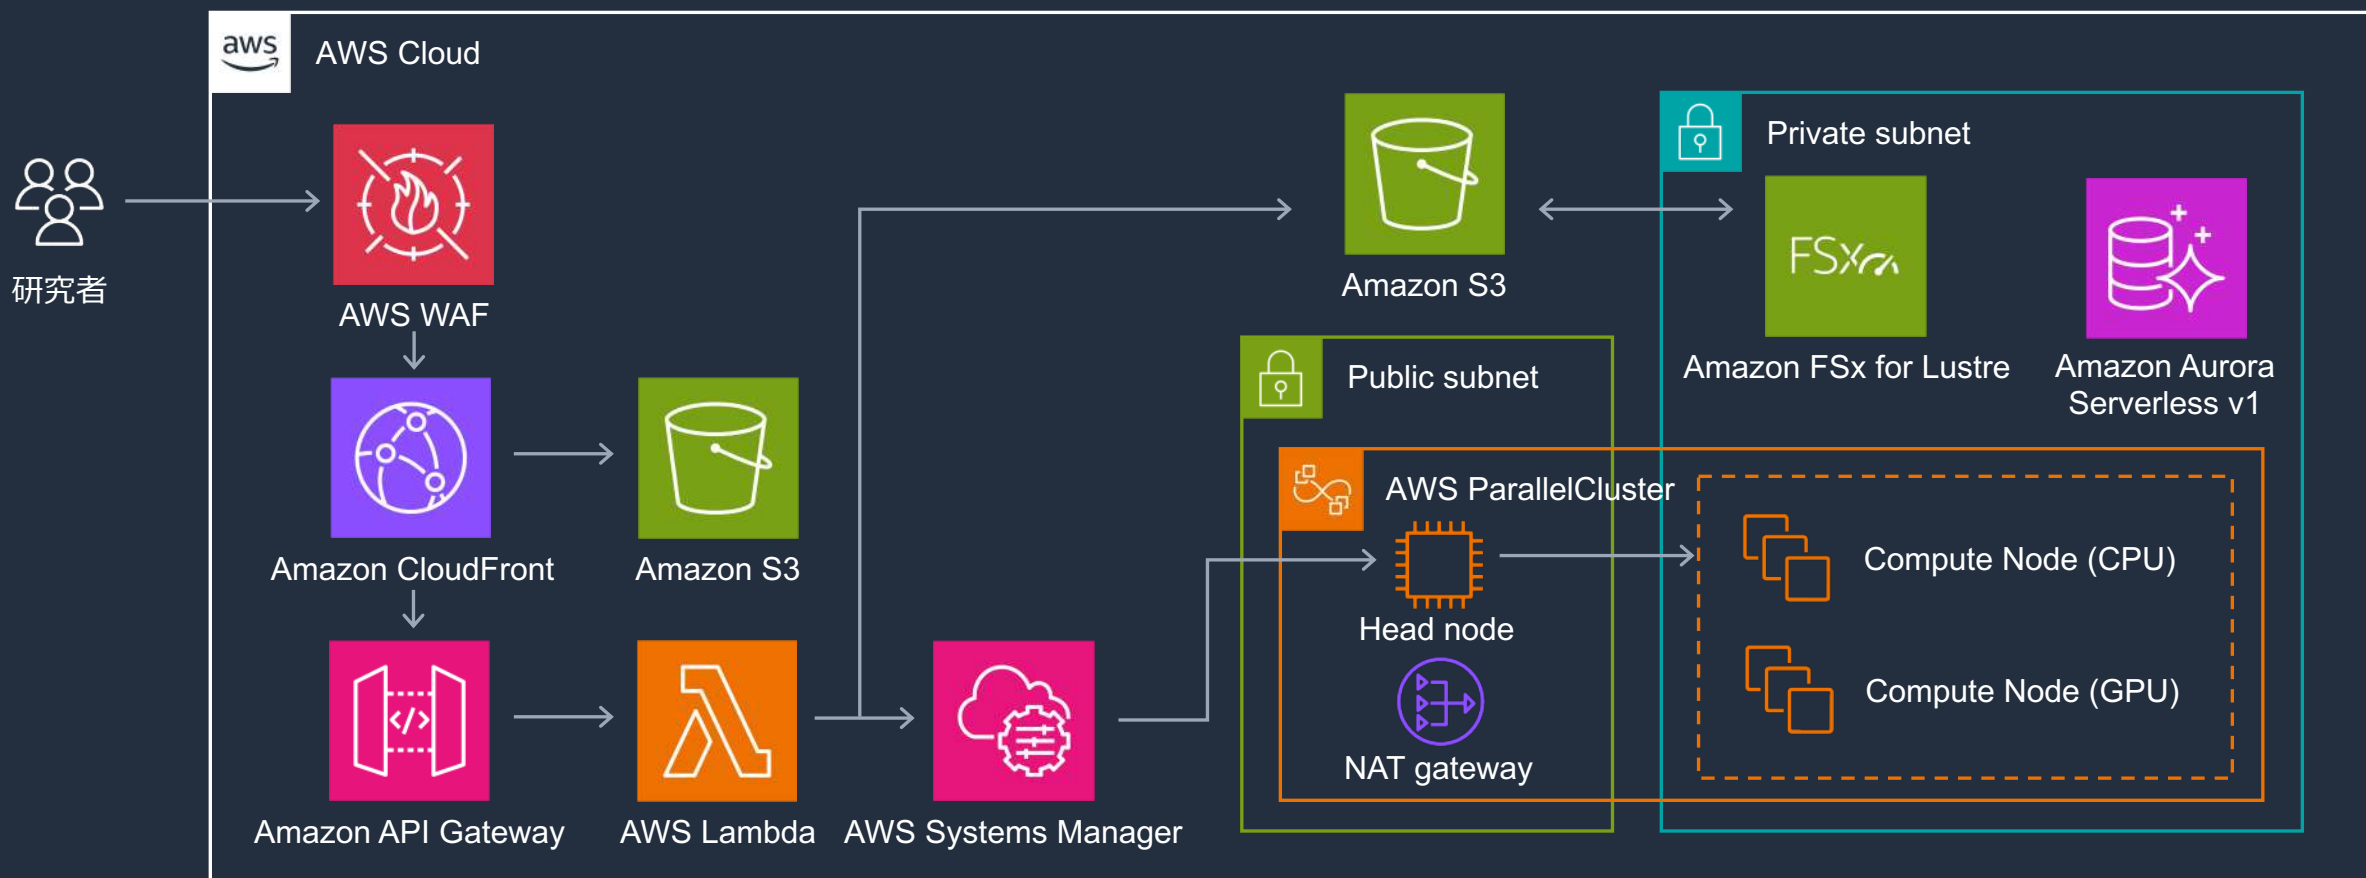 aws
AWS Cloud
研究者
AWS WAF
Amazon S3
Private subnet
FSx
Amazon FSx for Lustre
Amazon Aurora
Serverless v1
Public subnet
Amazon CloudFront
Amazon S3
AWS ParallelCluster
Head node
NAT gateway
Compute Node (CPU)
Compute Node (GPU)
</>
Amazon API Gateway
AWS Lambda
AWS Systems Manager